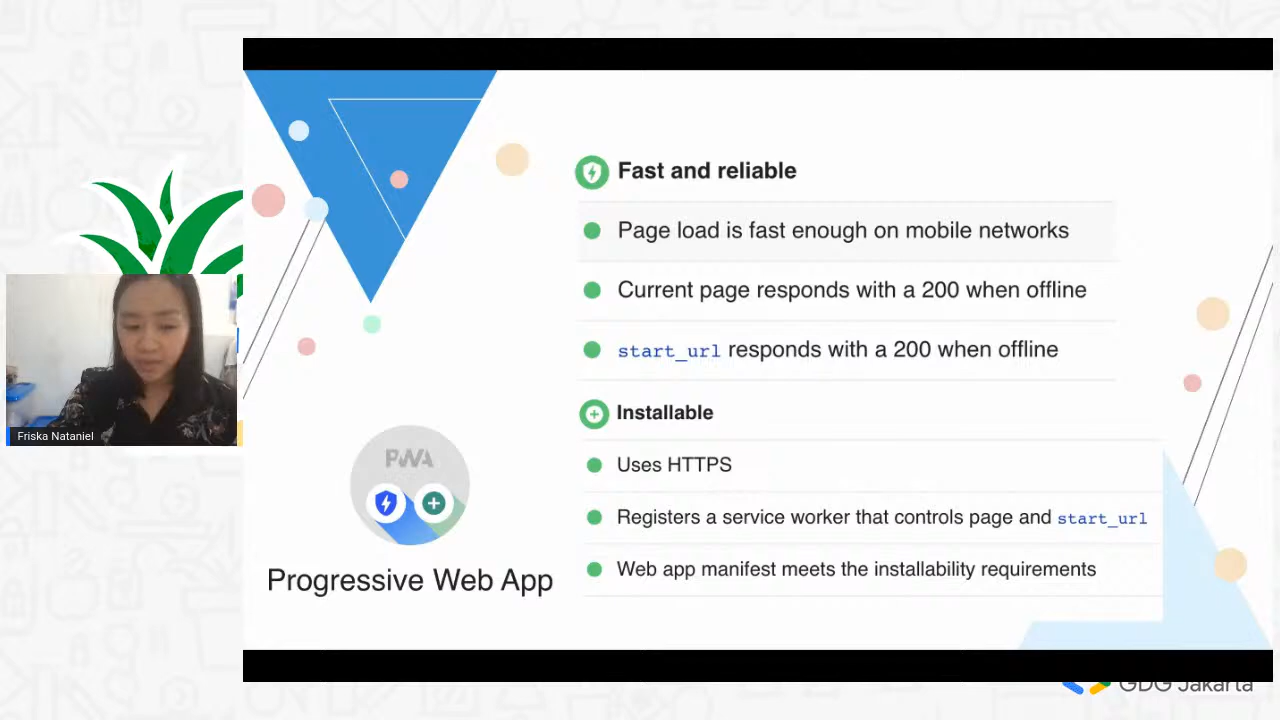 Fast and reliable
Page load is fast enough on mobile networks
Current page responds with a 200 when offline
start_url responds with a 200 when offline
Installable
Uses HTTPS
Registers a service worker that controls page and start_url
Web app manifest meets the installability requirements
PWA
Progressive Web App
Friska Nataniel
GDG Jakarta